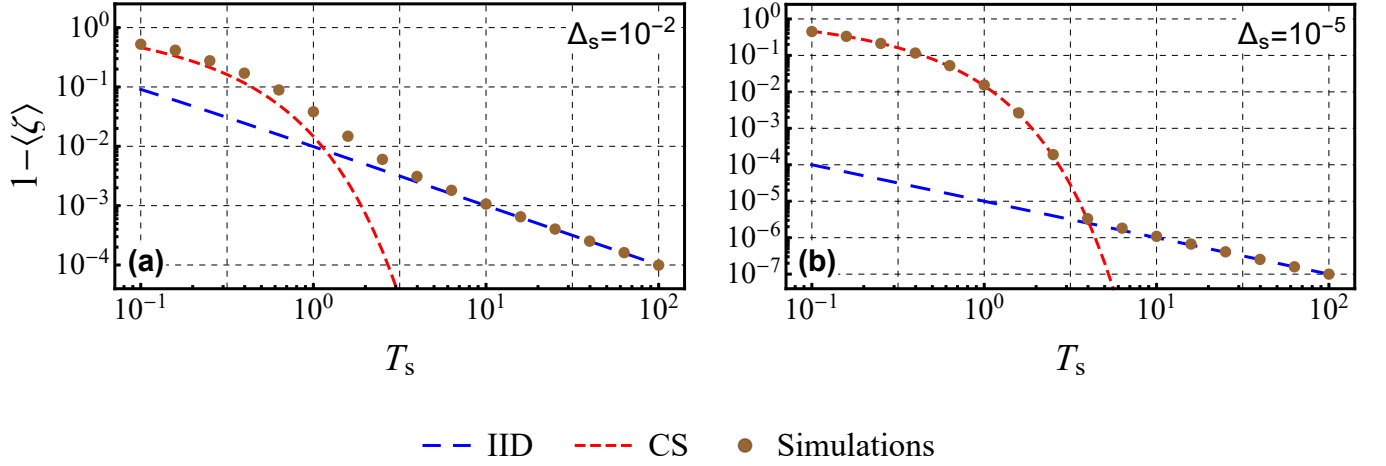 1−⟨ζ⟩
10⁰
10⁻¹
10⁻²
10⁻³
10⁻⁴
Δₛ=10⁻²
(a)
10⁻¹
10⁰
10¹
10²
Tₛ
10⁰
10⁻¹
10⁻²
10⁻³
10⁻⁴
10⁻⁵
10⁻⁶
10⁻⁷
Δₛ=10⁻⁵
(b)
10⁻¹
10⁰
10¹
10²
Tₛ
IID CS Simulations